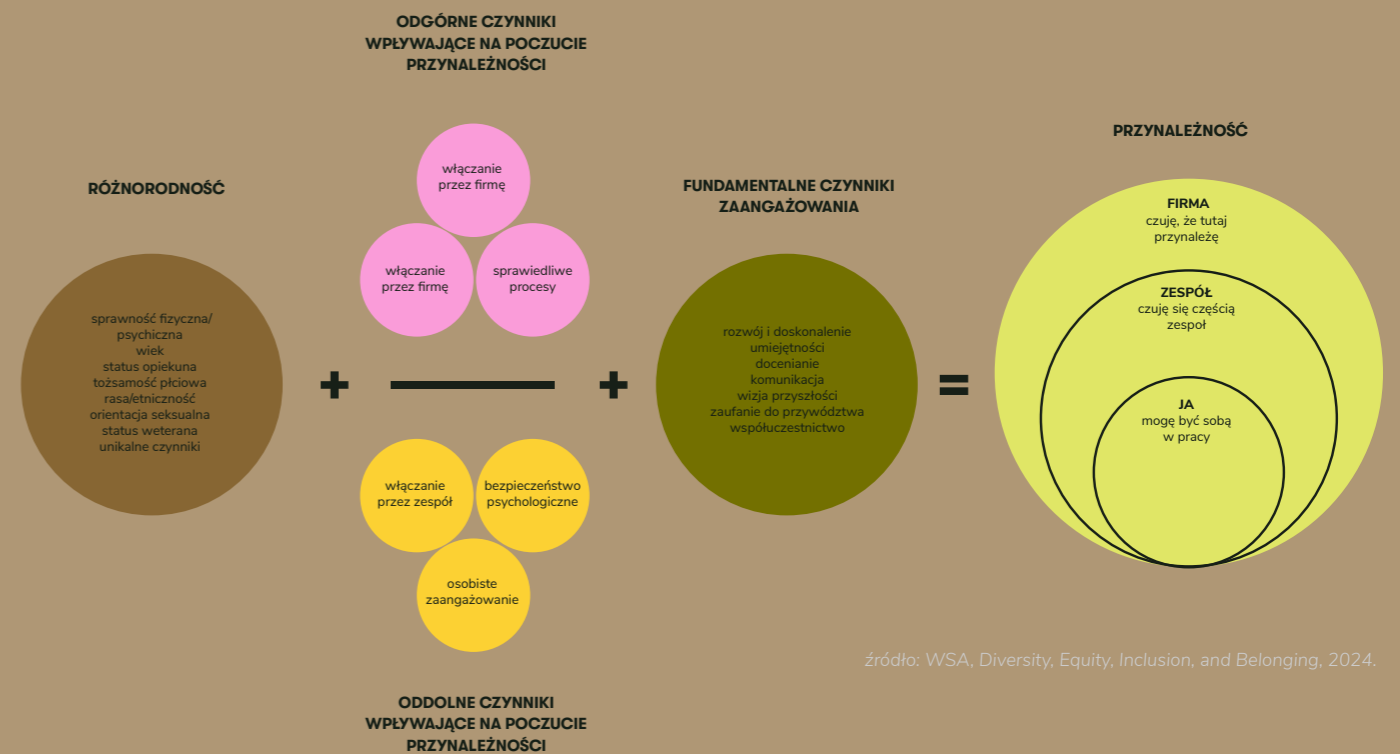 ODGÓRNE CZYNNIKI
WPŁYWAJĄCE NA POCZUCIE
PRZYNALEŻNOŚCI
RÓŻNORODNOŚĆ
sprawność fizyczna/
psychiczna
wiek
status opiekuna
tożsamość płciowa
rasa/etniczność
orientacja seksualna
status weterana
unikalne czynniki
+
włączanie
przez firmę
włączanie
przez firmę
sprawiedliwe
procesy
włączanie
przez zespół
bezpieczeństwo
psychologiczne
osobiste
zaangażowanie
ODDOLNE CZYNNIKI
WPŁYWAJĄCE NA POCZUCIE
PRZYNALEŻNOŚCI
+
FUNDAMENTALNE CZYNNIKI
ZAANGAŻOWANIA
rozwój i doskonalenie
umiejętności
docenianie
komunikacja
wizja przyszłości
zaufanie do przywództwa
współuczestnictwo
=
PRZYNALEŻNOŚĆ
FIRMA
czuję, że tutaj
przynależę
ZESPÓŁ
czuję się częścią
zespoł
JA
mogę być sobą
w pracy
źródło: WSA, Diversity, Equity, Inclusion, and Belonging, 2024.